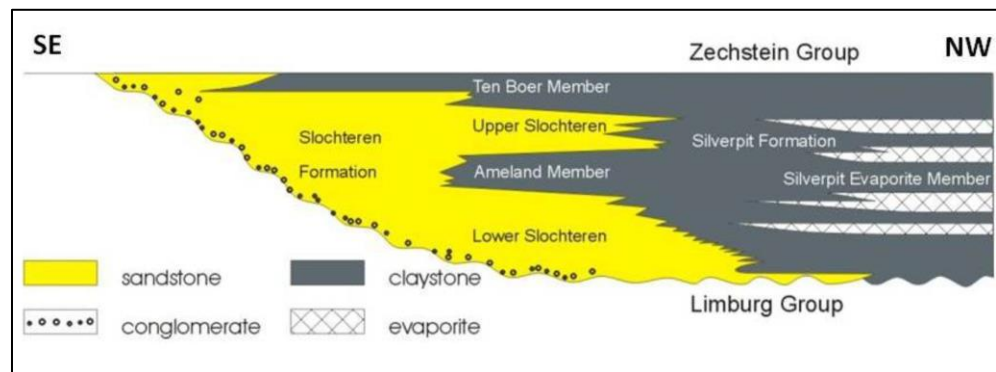 SE
Zechstein Group
NW
Ten Boer Member
Upper Slochteren
Slochteren
Silverpit Formation
Formation
Ameland Member
Silverpit Evaporite Member
Lower Slochteren
sandstone
claystone
Limburg Group
conglomerate
evaporite